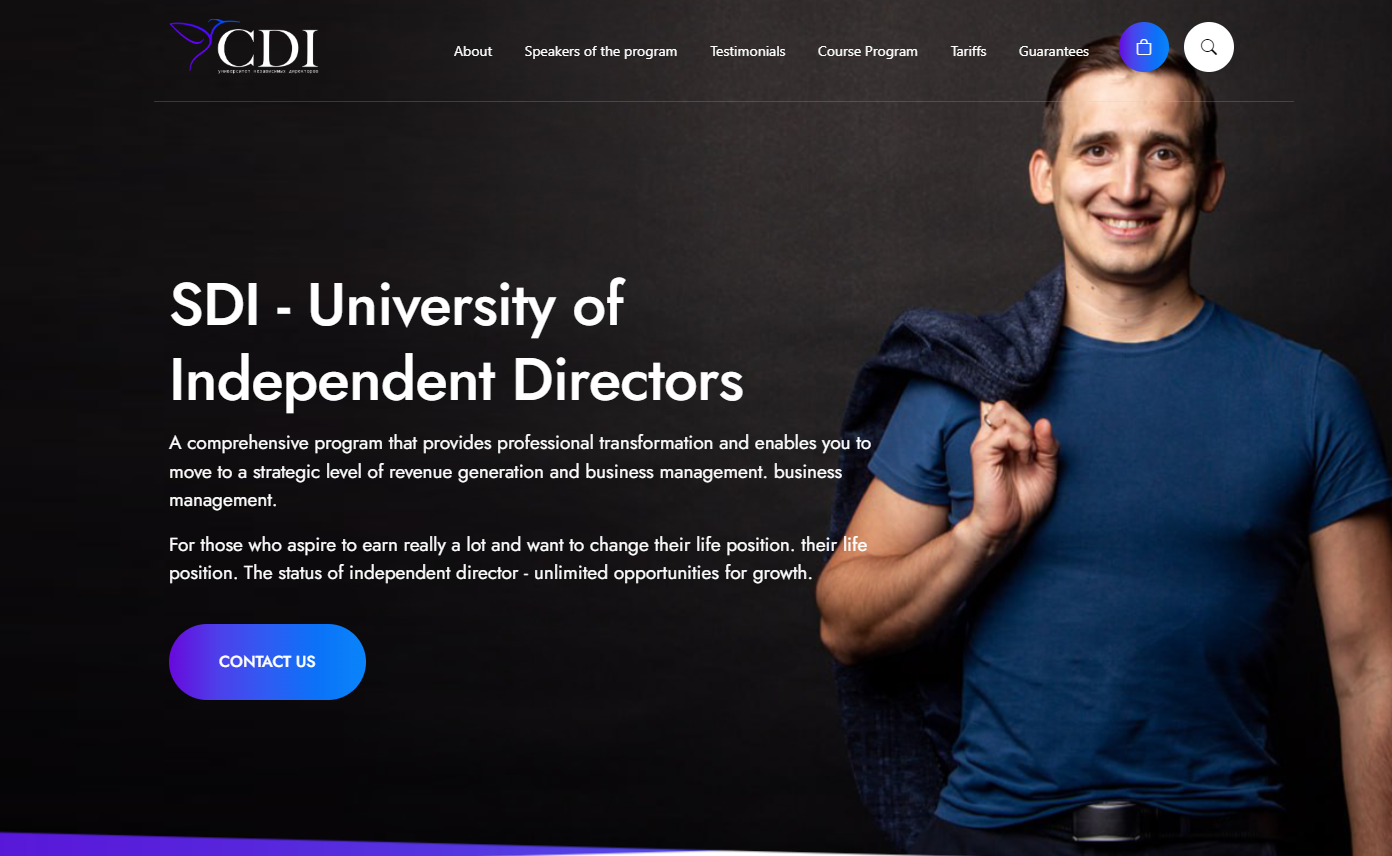 CDI
университет независимых директоров
About
Speakers of the program
Testimonials
Course Program
Tariffs
Guarantees
SDI - University of
Independent Directors
A comprehensive program that provides professional transformation and enables you to
move to a strategic level of revenue generation and business management. business
management.
For those who aspire to earn really a lot and want to change their life position. their life
position. The status of independent director - unlimited opportunities for growth.
CONTACT US